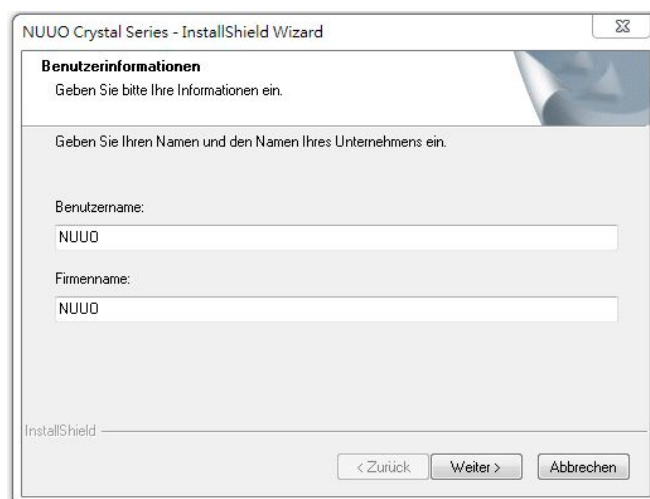 NUUO Crystal Series - InstallShield Wizard
Benutzerinformationen
Geben Sie bitte Ihre Informationen ein.
Geben Sie Ihren Namen und den Namen Ihres Unternehmens ein.
Benutzername:
NUUO
Firmenname:
NUUO
InstallShield
< Zurück Weiter > Abbrechen